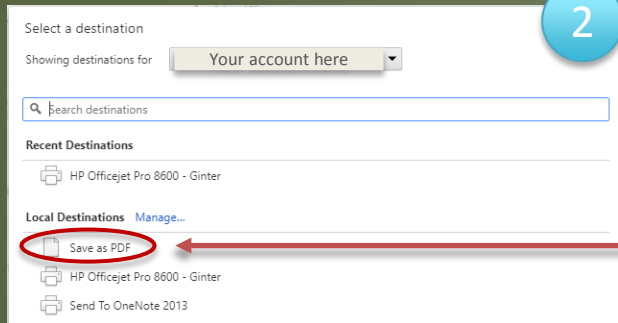 2
Select a destination
Showing destinations for Your account here
Search destinations
Recent Destinations
HP Officejet Pro 8600 - Ginter
Local Destinations Manage...
Save as PDF
HP Officejet Pro 8600 - Ginter
Send To OneNote 2013